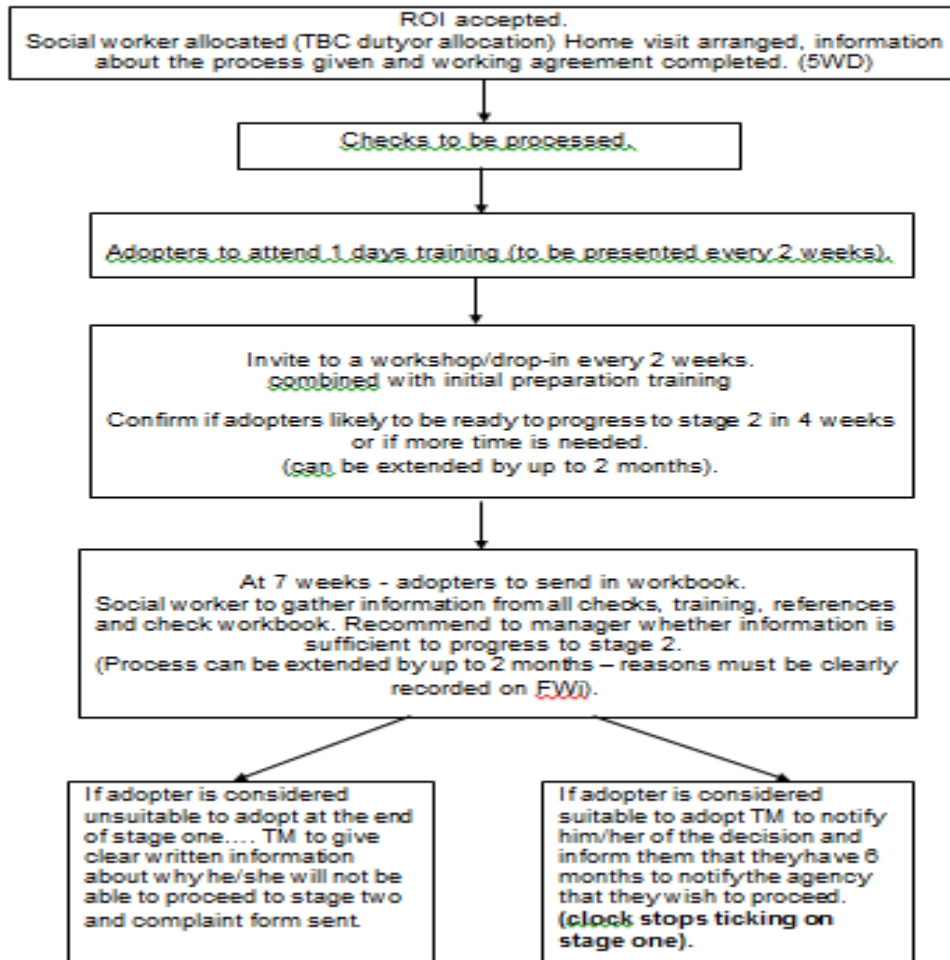 ROI accepted.
Social worker allocated (TBC dutyor allocation) Home visit arranged, information
about the process given and working agreement completed. (5WD)
Checks to be processed.
Adopters to attend 1 days training (to be presented every 2 weeks).
Invite to a workshop/drop-in every 2 weeks.
combined with initial preparation training
Confirm if adopters likely to be ready to progress to stage 2 in 4 weeks
or if more time is needed.
(can be extended by up to 2 months).
At 7 weeks - adopters to send in workbook.
Social worker to gather information from all checks, training, references
and check workbook. Recommend to manager whether information is
sufficient to progress to stage 2.
(Process can be extended by up to 2 months – reasons must be clearly
recorded on FWi).
If adopter is considered
unsuitable to adopt at the end
of stage one.... TM to give
clear written information
about why he/she will not be
able to proceed to stage two
and complaint form sent.
If adopter is considered
suitable to adopt TM to notify
him/her of the decision and
inform them that they have 6
months to notify the agency
that they wish to proceed.
(clock stops ticking on
stage one).